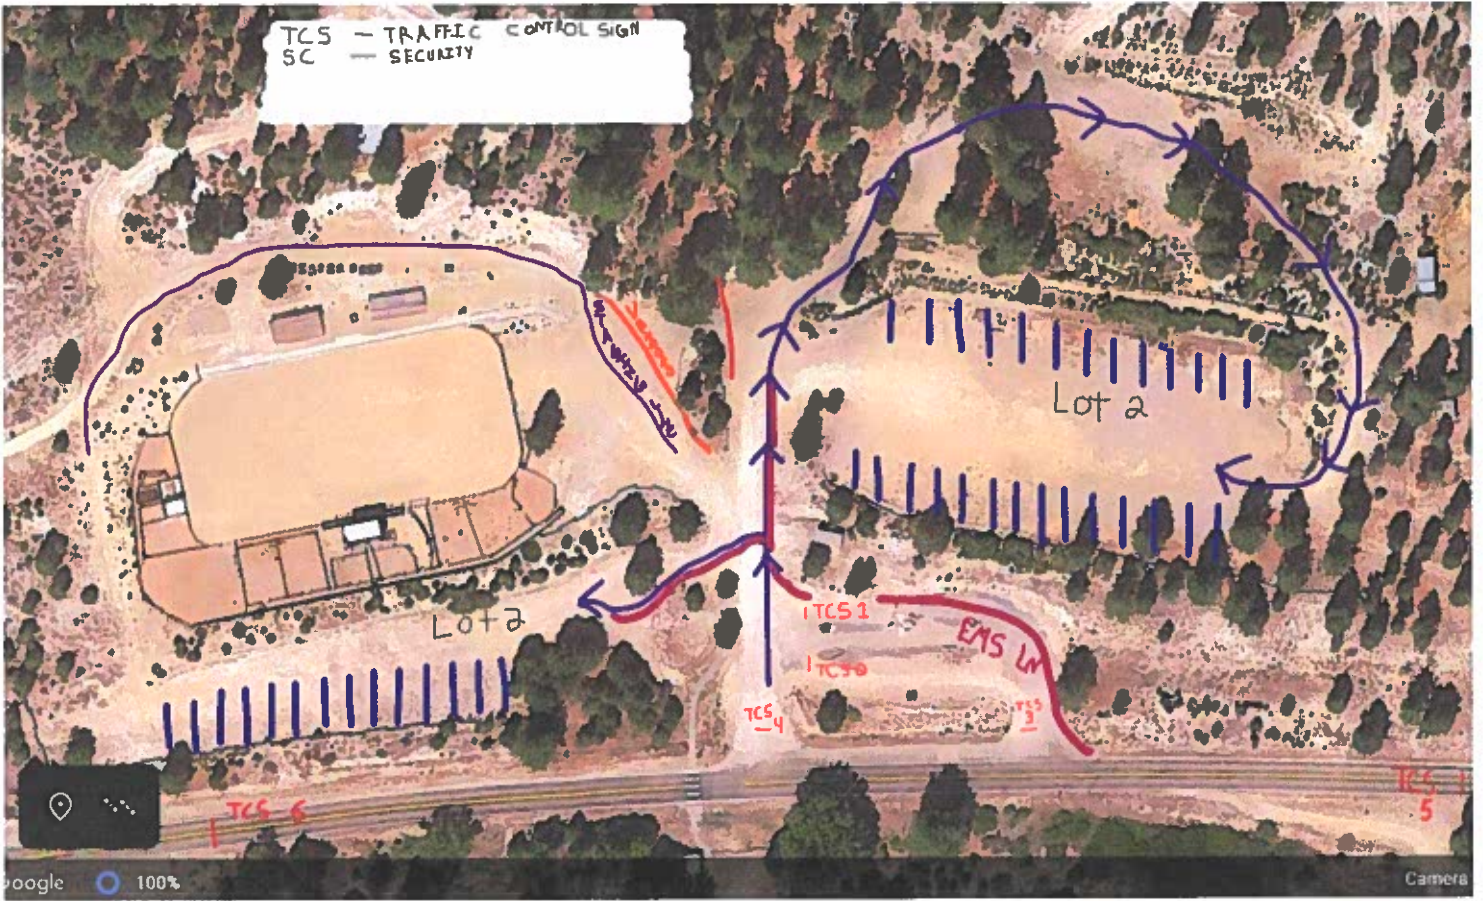 TCS — TRAFFIC CONTROL SIGN
SC — SECURITY
Lot 2
Lot 2
TCS 1
EMS LN
TCS
4
TCS
3
TCS 6
TCS
5
oogle
100%
Camera